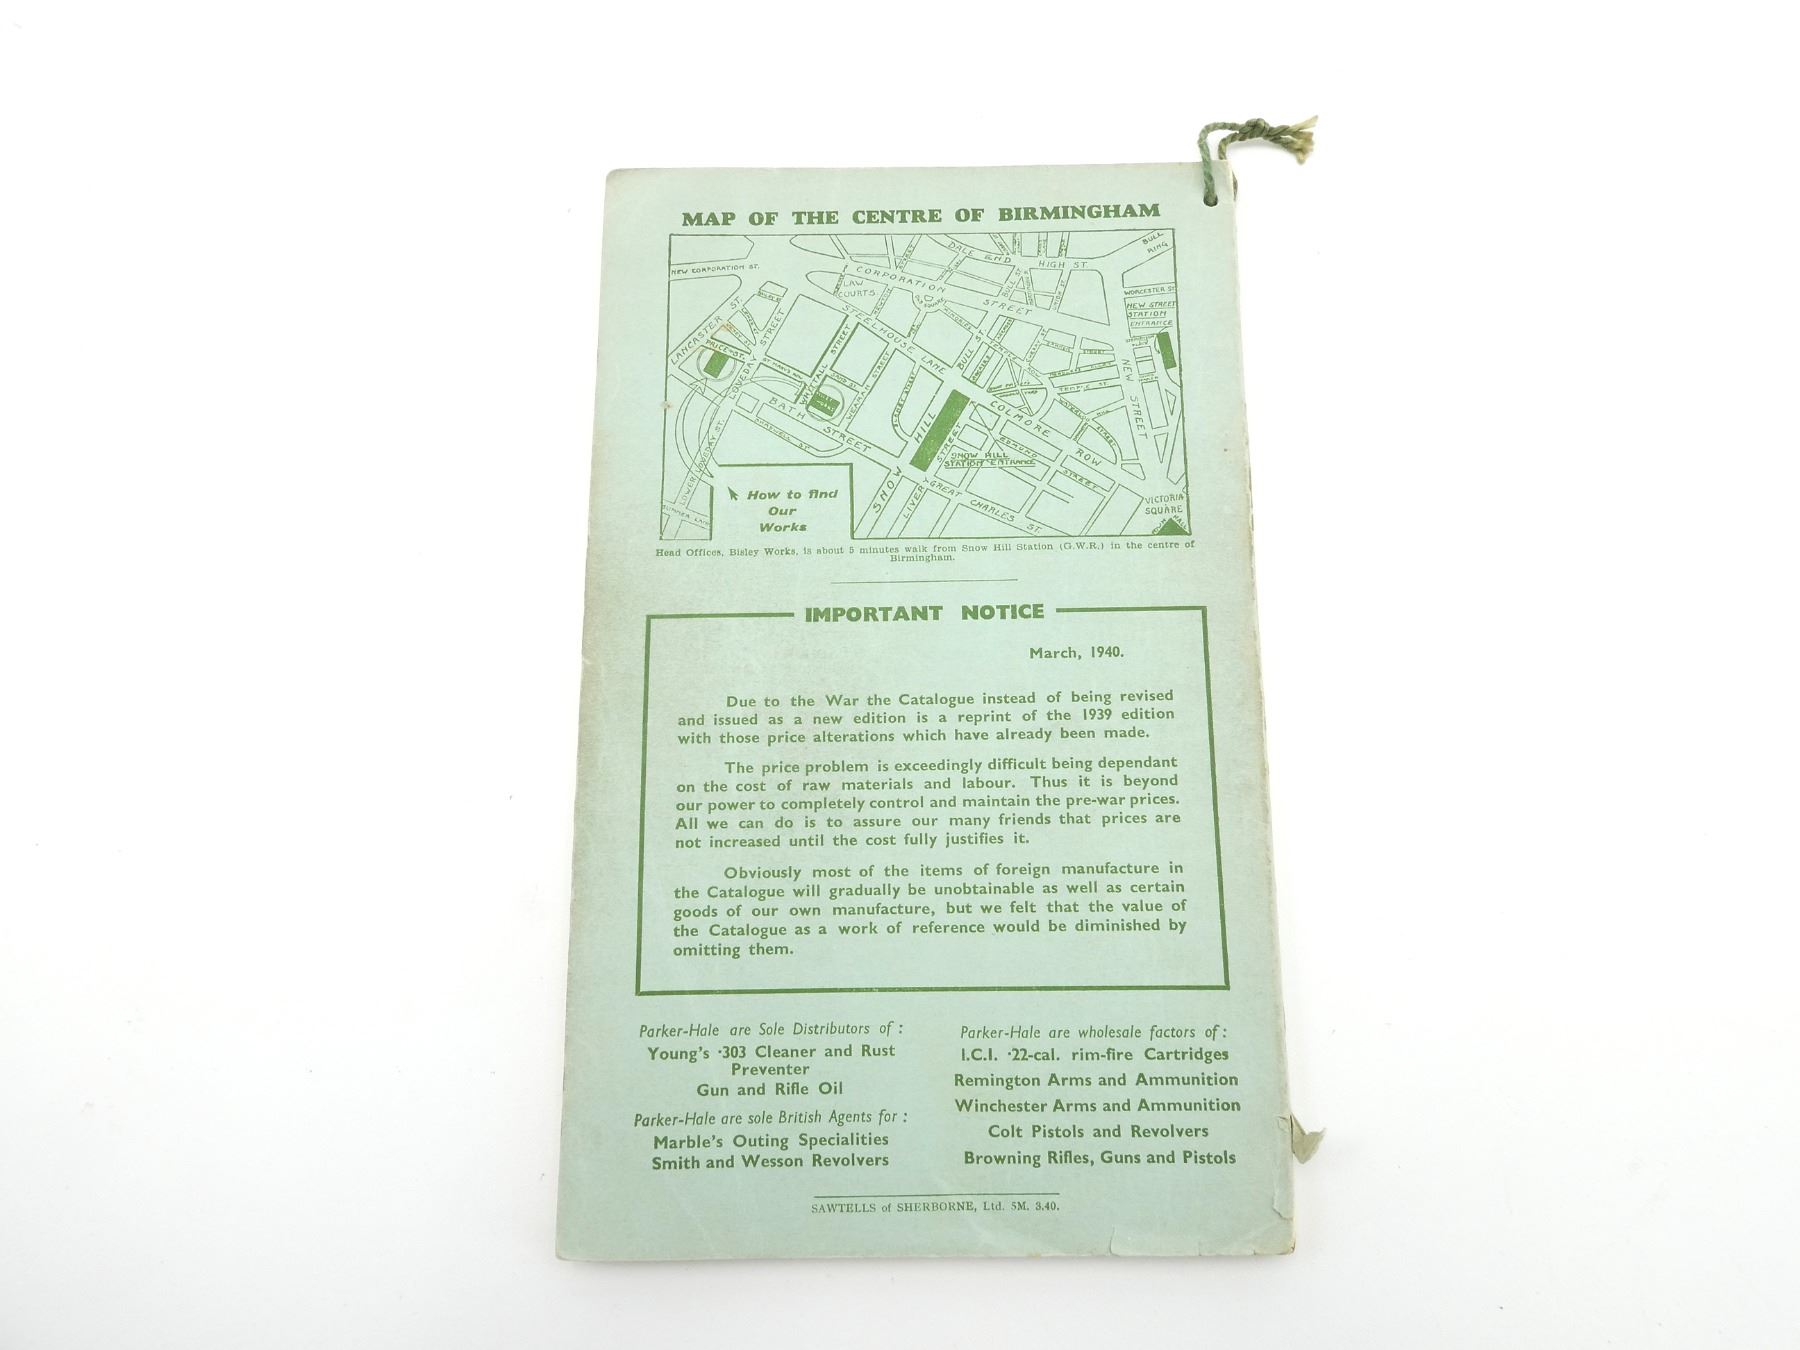 MAP OF THE CENTRE OF BIRMINGHAM
NEW CORPORATION ST.
DALE END
HIGH ST.
BULL RING
CORPORATION STREET
LAW COURTS
WORCESTER ST
NEW STREET STATION ENTRANCE
LANCASTER ST.
PRICE ST.
LOVEDAY STREET
STEELHOUSE LANE
BULL ST.
WHITTALL STREET
WEAMAN STREET
BATH STREET
SHADWELL ST.
LOWER LOVEDAY ST.
SUMMER LANE
SNOW HILL
LIVERY STREET
SNOW HILL
STATION ENTRANCE
COLMORE ROW
EDMUND STREET
GREAT CHARLES ST.
TEMPLE ST.
NEW STREET
VICTORIA SQUARE
TOWN HALL
How to find
Our
Works
Head Offices, Bisley Works, is about 5 minutes walk from Snow Hill Station (G.W.R.) in the centre of
Birmingham.
IMPORTANT NOTICE
March, 1940.
Due to the War the Catalogue instead of being revised
and issued as a new edition is a reprint of the 1939 edition
with those price alterations which have already been made.
The price problem is exceedingly difficult being dependant
on the cost of raw materials and labour. Thus it is beyond
our power to completely control and maintain the pre-war prices.
All we can do is to assure our many friends that prices are
not increased until the cost fully justifies it.
Obviously most of the items of foreign manufacture in
the Catalogue will gradually be unobtainable as well as certain
goods of our own manufacture, but we felt that the value of
the Catalogue as a work of reference would be diminished by
omitting them.
Parker-Hale are Sole Distributors of :
Young's ·303 Cleaner and Rust
Preventer
Gun and Rifle Oil
Parker-Hale are sole British Agents for :
Marble's Outing Specialities
Smith and Wesson Revolvers
Parker-Hale are wholesale factors of :
I.C.I. ·22-cal. rim-fire Cartridges
Remington Arms and Ammunition
Winchester Arms and Ammunition
Colt Pistols and Revolvers
Browning Rifles, Guns and Pistols
SAWTELLS of SHERBORNE, Ltd. 5M. 3.40.